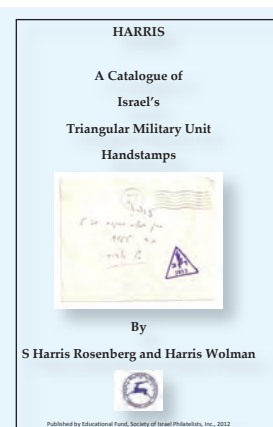 HARRIS
A Catalogue of
Israel's
Triangular Military Unit
Handstamps
By
S Harris Rosenberg and Harris Wolman
Published by Educational Fund, Society of Israel Philatelists, Inc., 2012